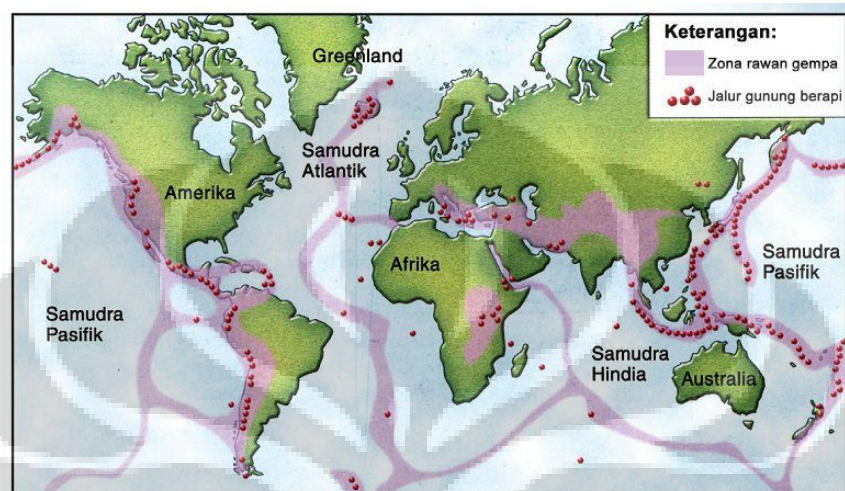 Greenland
Keterangan:
Zona rawan gempa
Jalur gunung berapi
Samudra
Atlantik
Amerika
Afrika
Samudra
Pasifik
Samudra
Pasifik
Samudra
Hindia
Australia